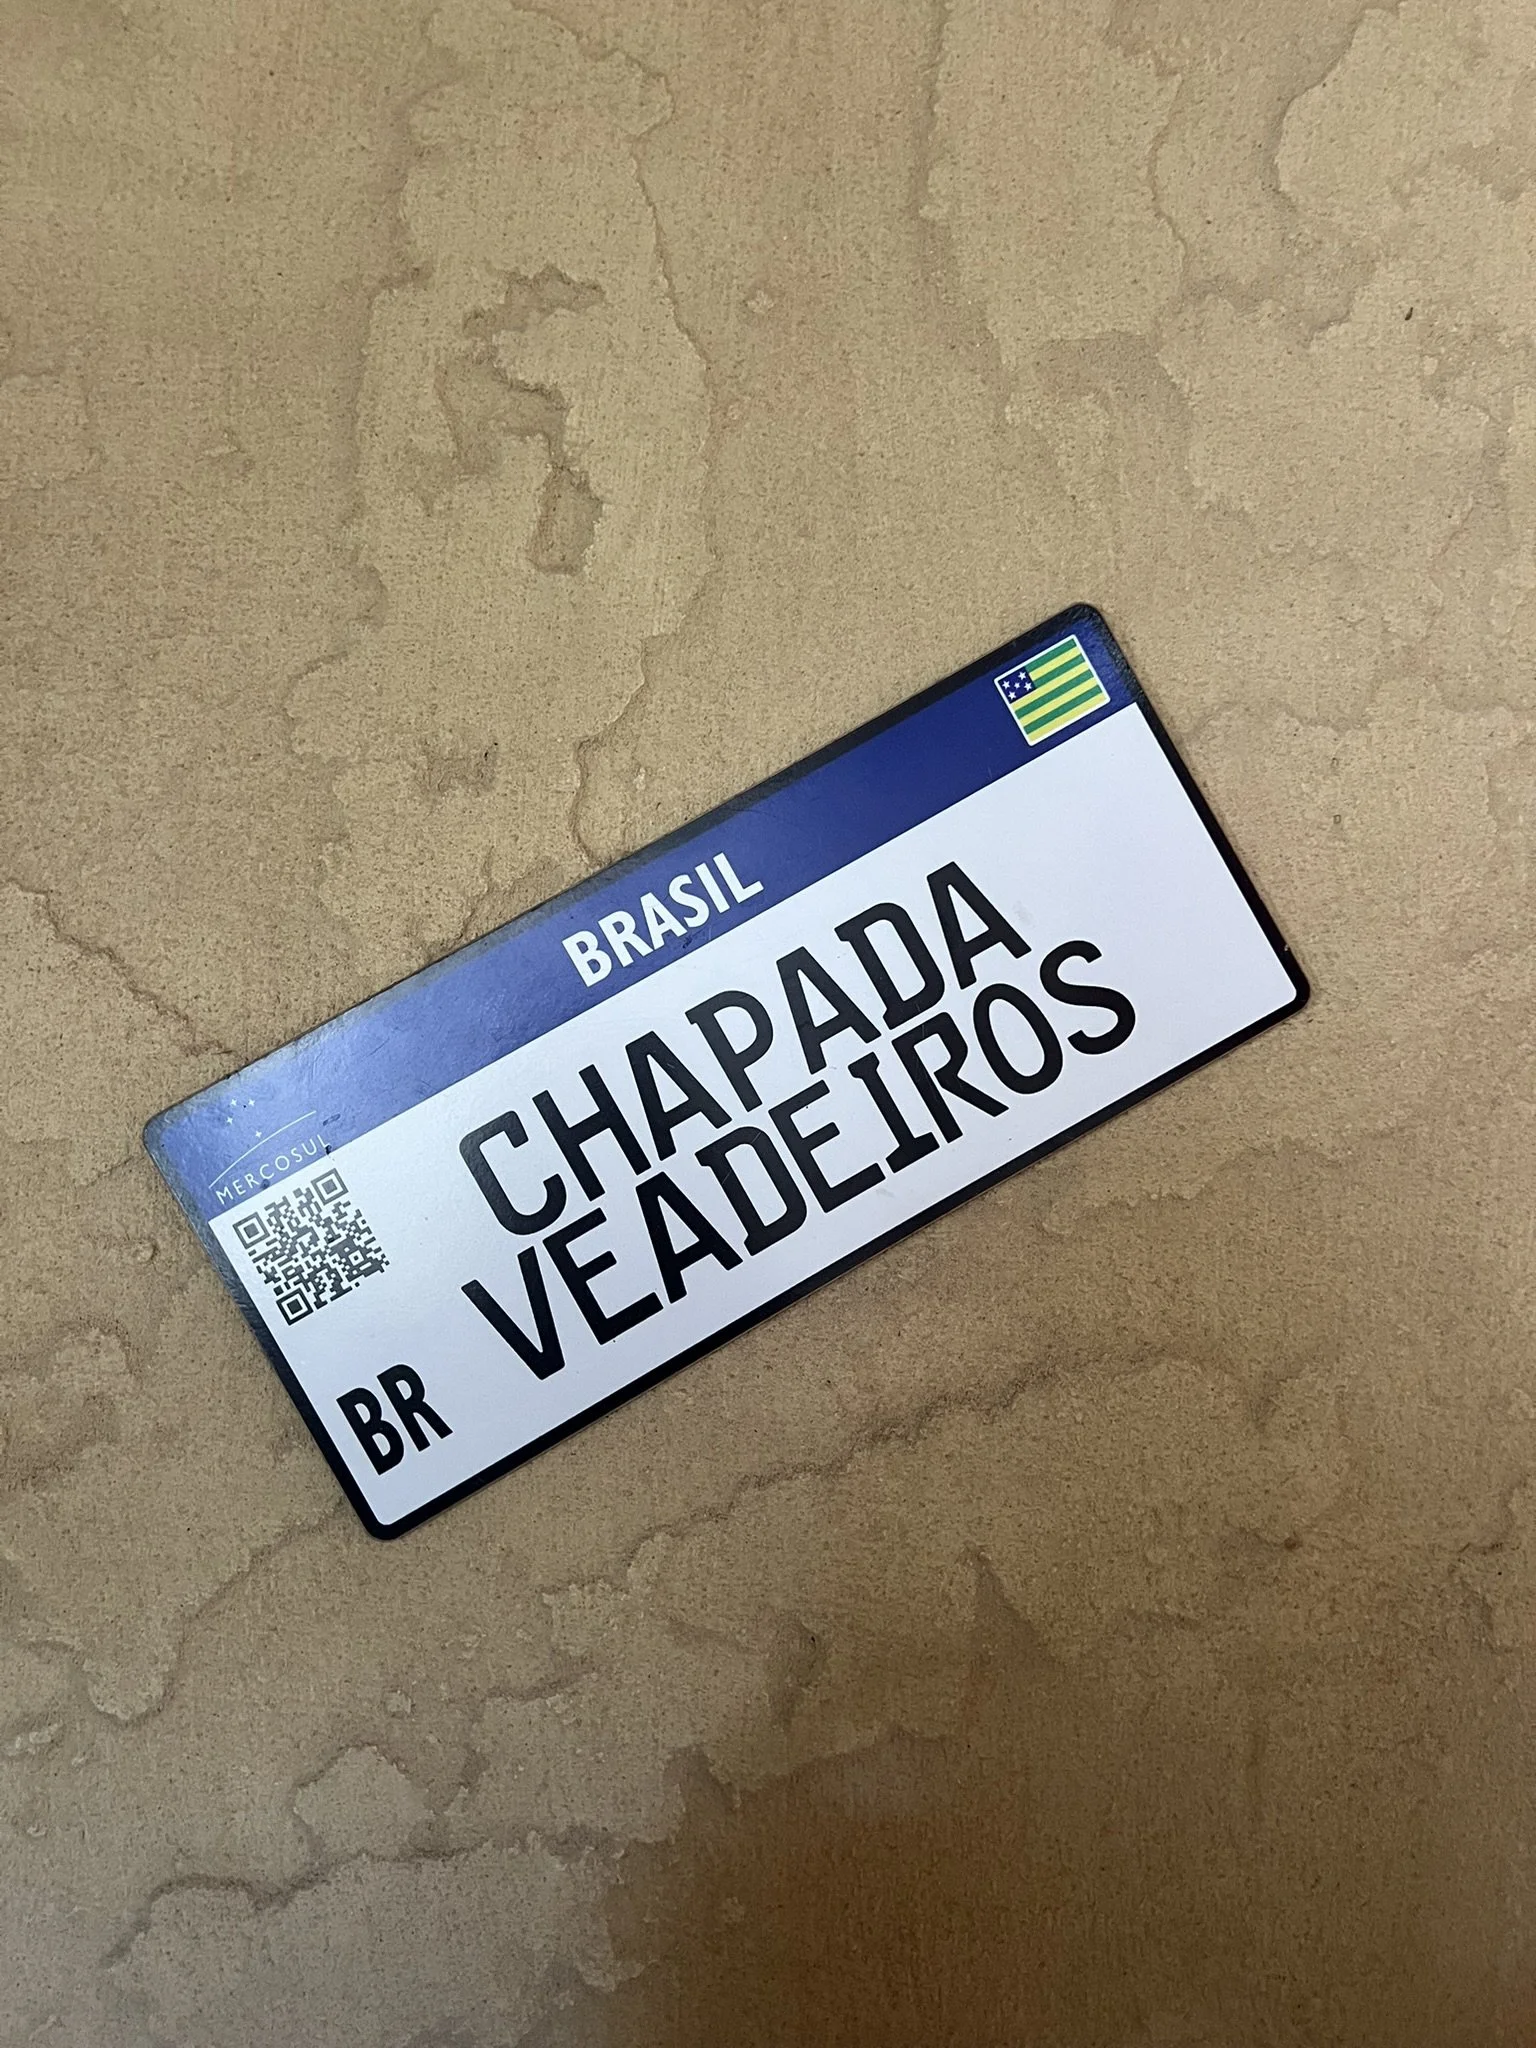 BRASIL
MERCOSUL
CHAPADA
VEADEIROS
BR